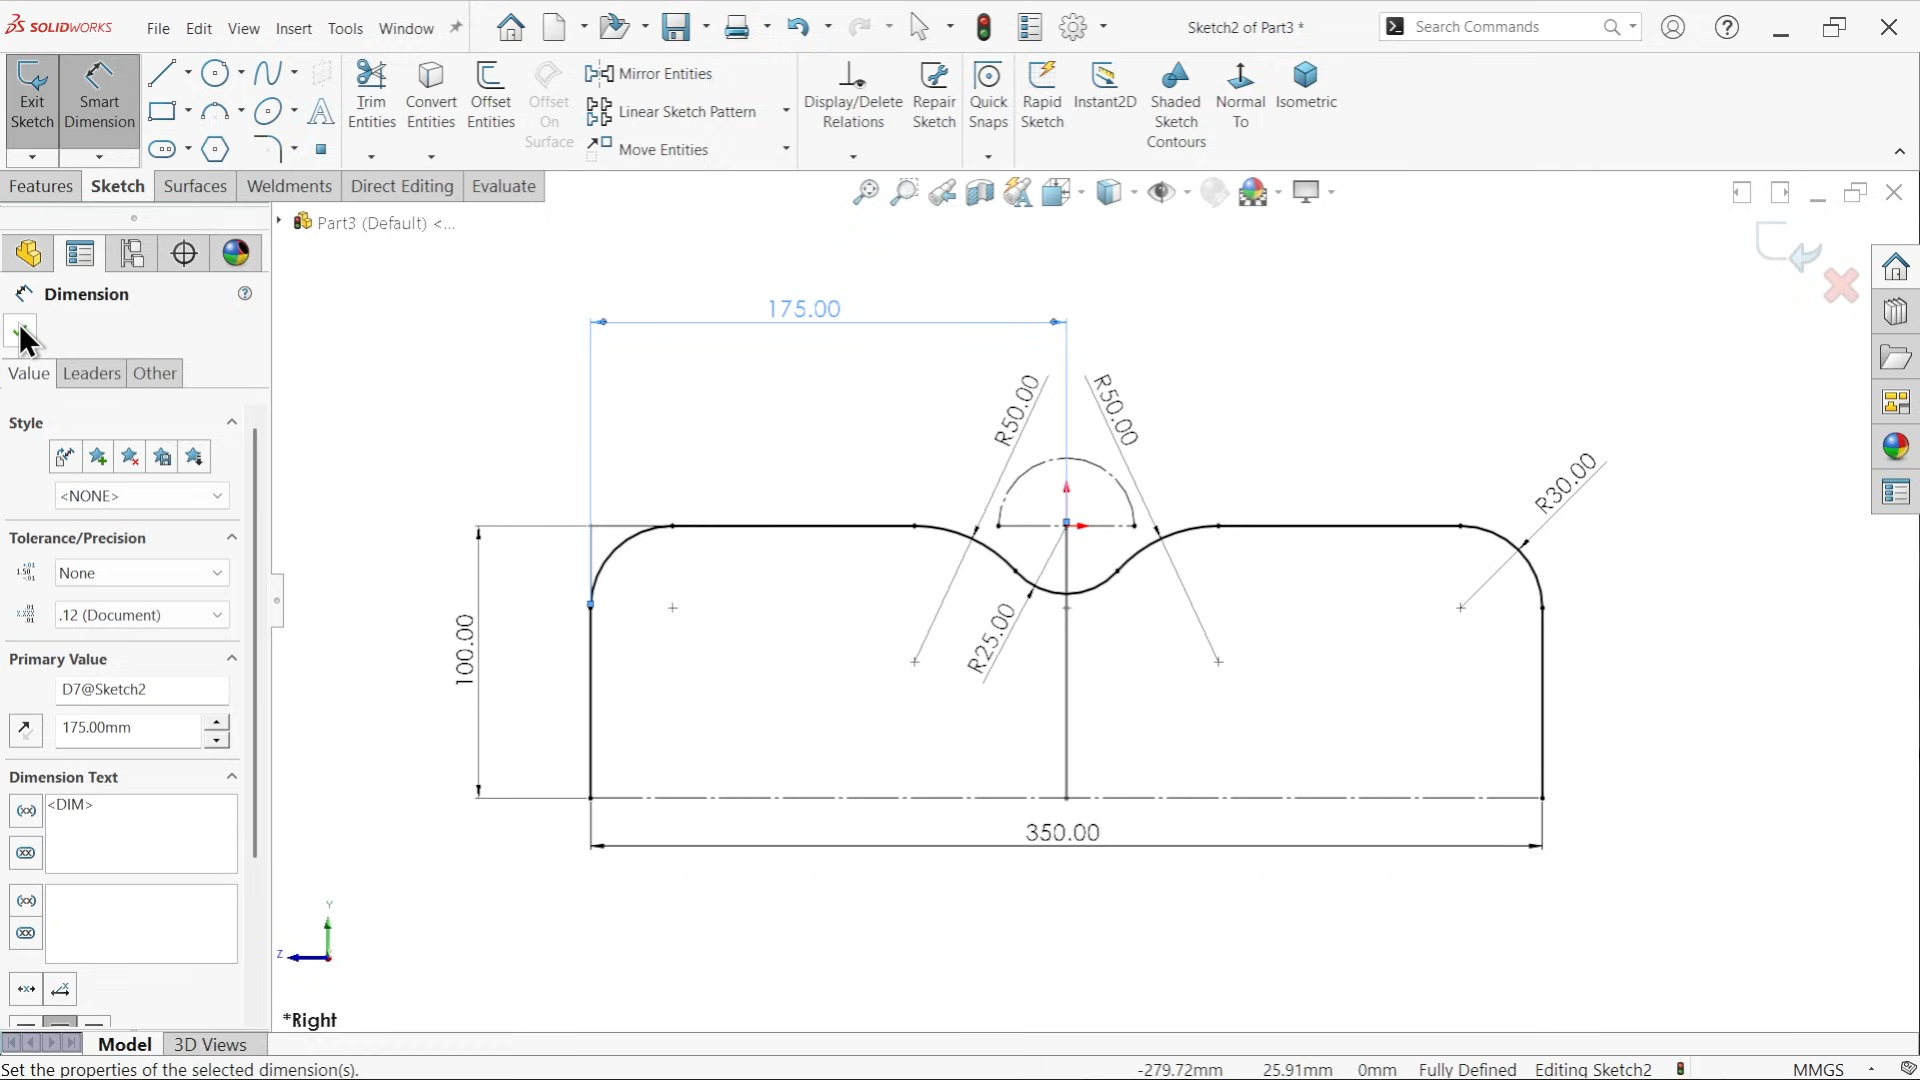 SOLIDWORKS
File Edit View Insert Tools Window
Sketch2 of Part3 *
Search Commands
Exit Sketch
Smart Dimension
Trim Entities
Convert Entities
Offset Entities
Offset On Surface
Mirror Entities
Linear Sketch Pattern
Move Entities
Display/Delete Relations
Repair Sketch
Quick Snaps
Rapid Sketch
Instant2D
Shaded Sketch Contours
Normal To
Isometric
Features Sketch Surfaces Weldments Direct Editing Evaluate
Part3 (Default) <...
Dimension
Value Leaders Other
Style
<NONE>
Tolerance/Precision
None
.12 (Document)
Primary Value
D7@Sketch2
175.00mm
Dimension Text
<DIM>
175.00
R50.00
R50.00
R30.00
R25.00
100.00
350.00
Y
Z
*Right
Model 3D Views
Set the properties of the selected dimension(s).
-279.72mm 25.91mm 0mm Fully Defined Editing Sketch2 MMGS